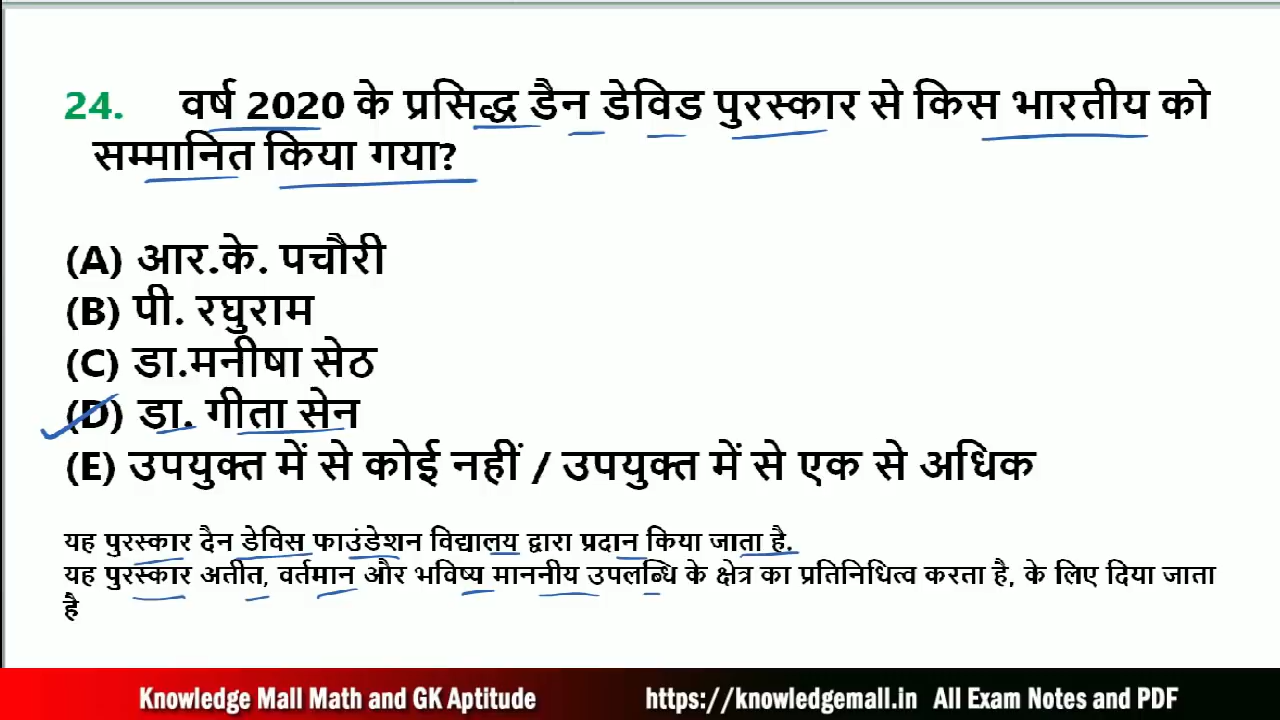 24. वर्ष 2020 के प्रसिद्ध डैन डेविड पुरस्कार से किस भारतीय को
सम्मानित किया गया?
(A) आर.के. पचौरी
(B) पी. रघुराम
(C) डा.मनीषा सेठ
(D) डा. गीता सेन
(E) उपयुक्त में से कोई नहीं / उपयुक्त में से एक से अधिक
यह पुरस्कार दैन डेविस फाउंडेशन विद्यालय द्वारा प्रदान किया जाता है.
यह पुरस्कार अतीत, वर्तमान और भविष्य माननीय उपलब्धि के क्षेत्र का प्रतिनिधित्व करता है, के लिए दिया जाता
है
Knowledge Mall Math and GK Aptitude https://knowledgemall.in All Exam Notes and PDF